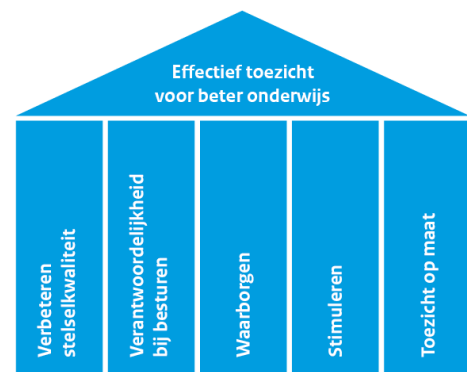 Effectief toezicht
voor beter onderwijs
Verbeteren
stelselkwaliteit
Verantwoordelijkheid
bij besturen
Waarborgen
Stimuleren
Toezicht op maat